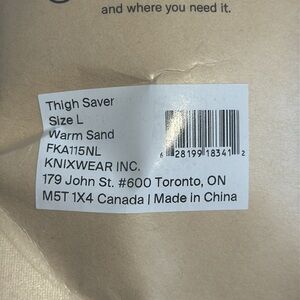 and where you need it.
Thigh Saver
Size L
Warm Sand
FKA115NL
KNIXWEAR INC.
179 John St. #600 Toronto, ON
M5T 1X4 Canada | Made in China
6 28199 18341 2